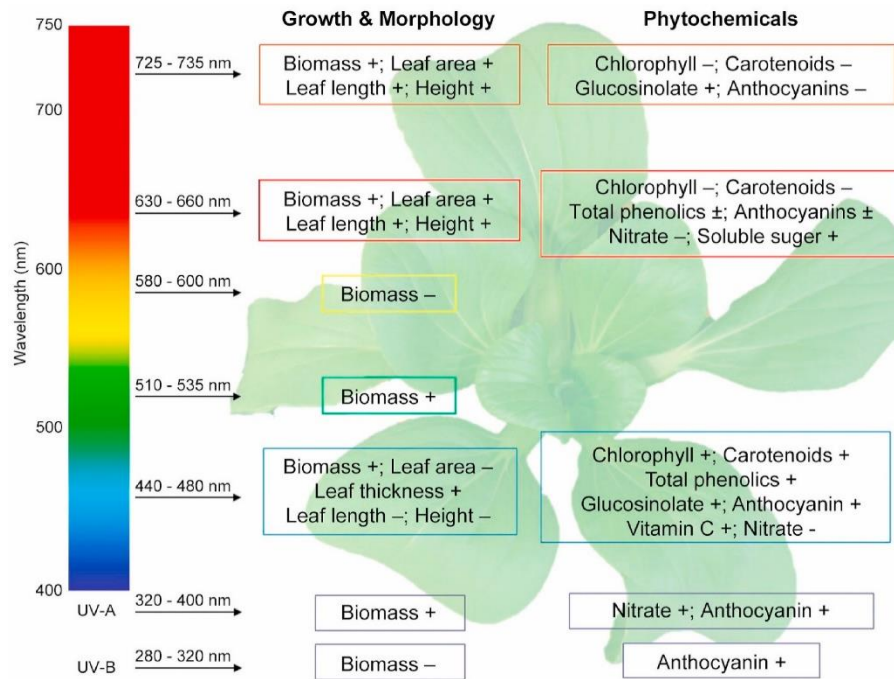 Growth & Morphology
Phytochemicals
Wavelength (nm)
750
700
600
500
400
UV-A
UV-B
725 - 735 nm
Biomass +; Leaf area +
Leaf length +; Height +
Chlorophyll –; Carotenoids –
Glucosinolate +; Anthocyanins –
630 - 660 nm
Biomass +; Leaf area +
Leaf length +; Height +
Chlorophyll –; Carotenoids –
Total phenolics ±; Anthocyanins ±
Nitrate –; Soluble suger +
580 - 600 nm
Biomass –
510 - 535 nm
Biomass +
440 - 480 nm
Biomass +; Leaf area –
Leaf thickness +
Leaf length –; Height –
Chlorophyll +; Carotenoids +
Total phenolics +
Glucosinolate +; Anthocyanin +
Vitamin C +; Nitrate -
320 - 400 nm
Biomass +
Nitrate +; Anthocyanin +
280 - 320 nm
Biomass –
Anthocyanin +